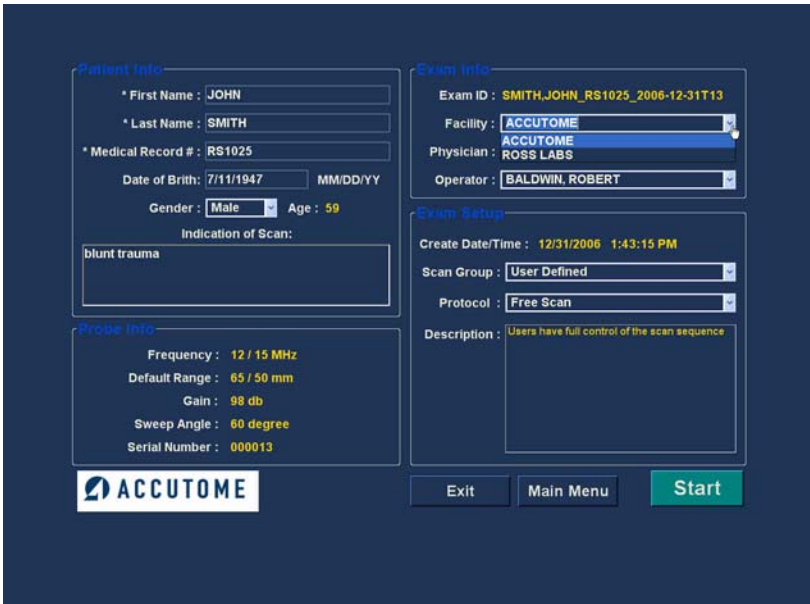 Patient Info
* First Name : JOHN
* Last Name : SMITH
* Medical Record # : RS1025
Date of Brith: 7/11/1947 MM/DD/YY
Gender : Male Age : 59
Indication of Scan:
blunt trauma
Probe Info
Frequency : 12 / 15 MHz
Default Range : 65 / 50 mm
Gain : 98 db
Sweep Angle : 60 degree
Serial Number : 000013
ACCUTOME
Exam Info
Exam ID : SMITH,JOHN_RS1025_2006-12-31T13
Facility : ACCUTOME
ACCUTOME
Physician : ROSS LABS
Operator : BALDWIN, ROBERT
Exam Setup
Create Date/Time : 12/31/2006 1:43:15 PM
Scan Group : User Defined
Protocol : Free Scan
Description : Users have full control of the scan sequence
Exit Main Menu Start